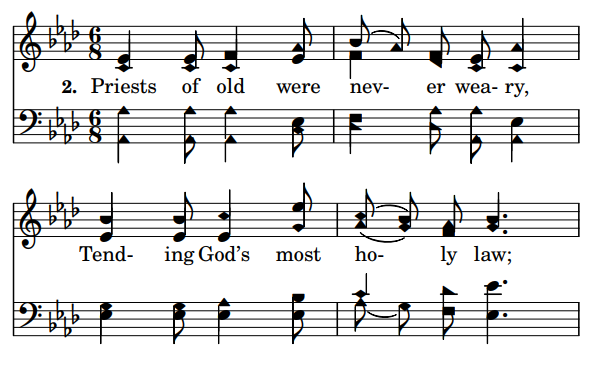 2. Priests of old were nev- er wea- ry,
Tend- ing God's most ho- ly law;